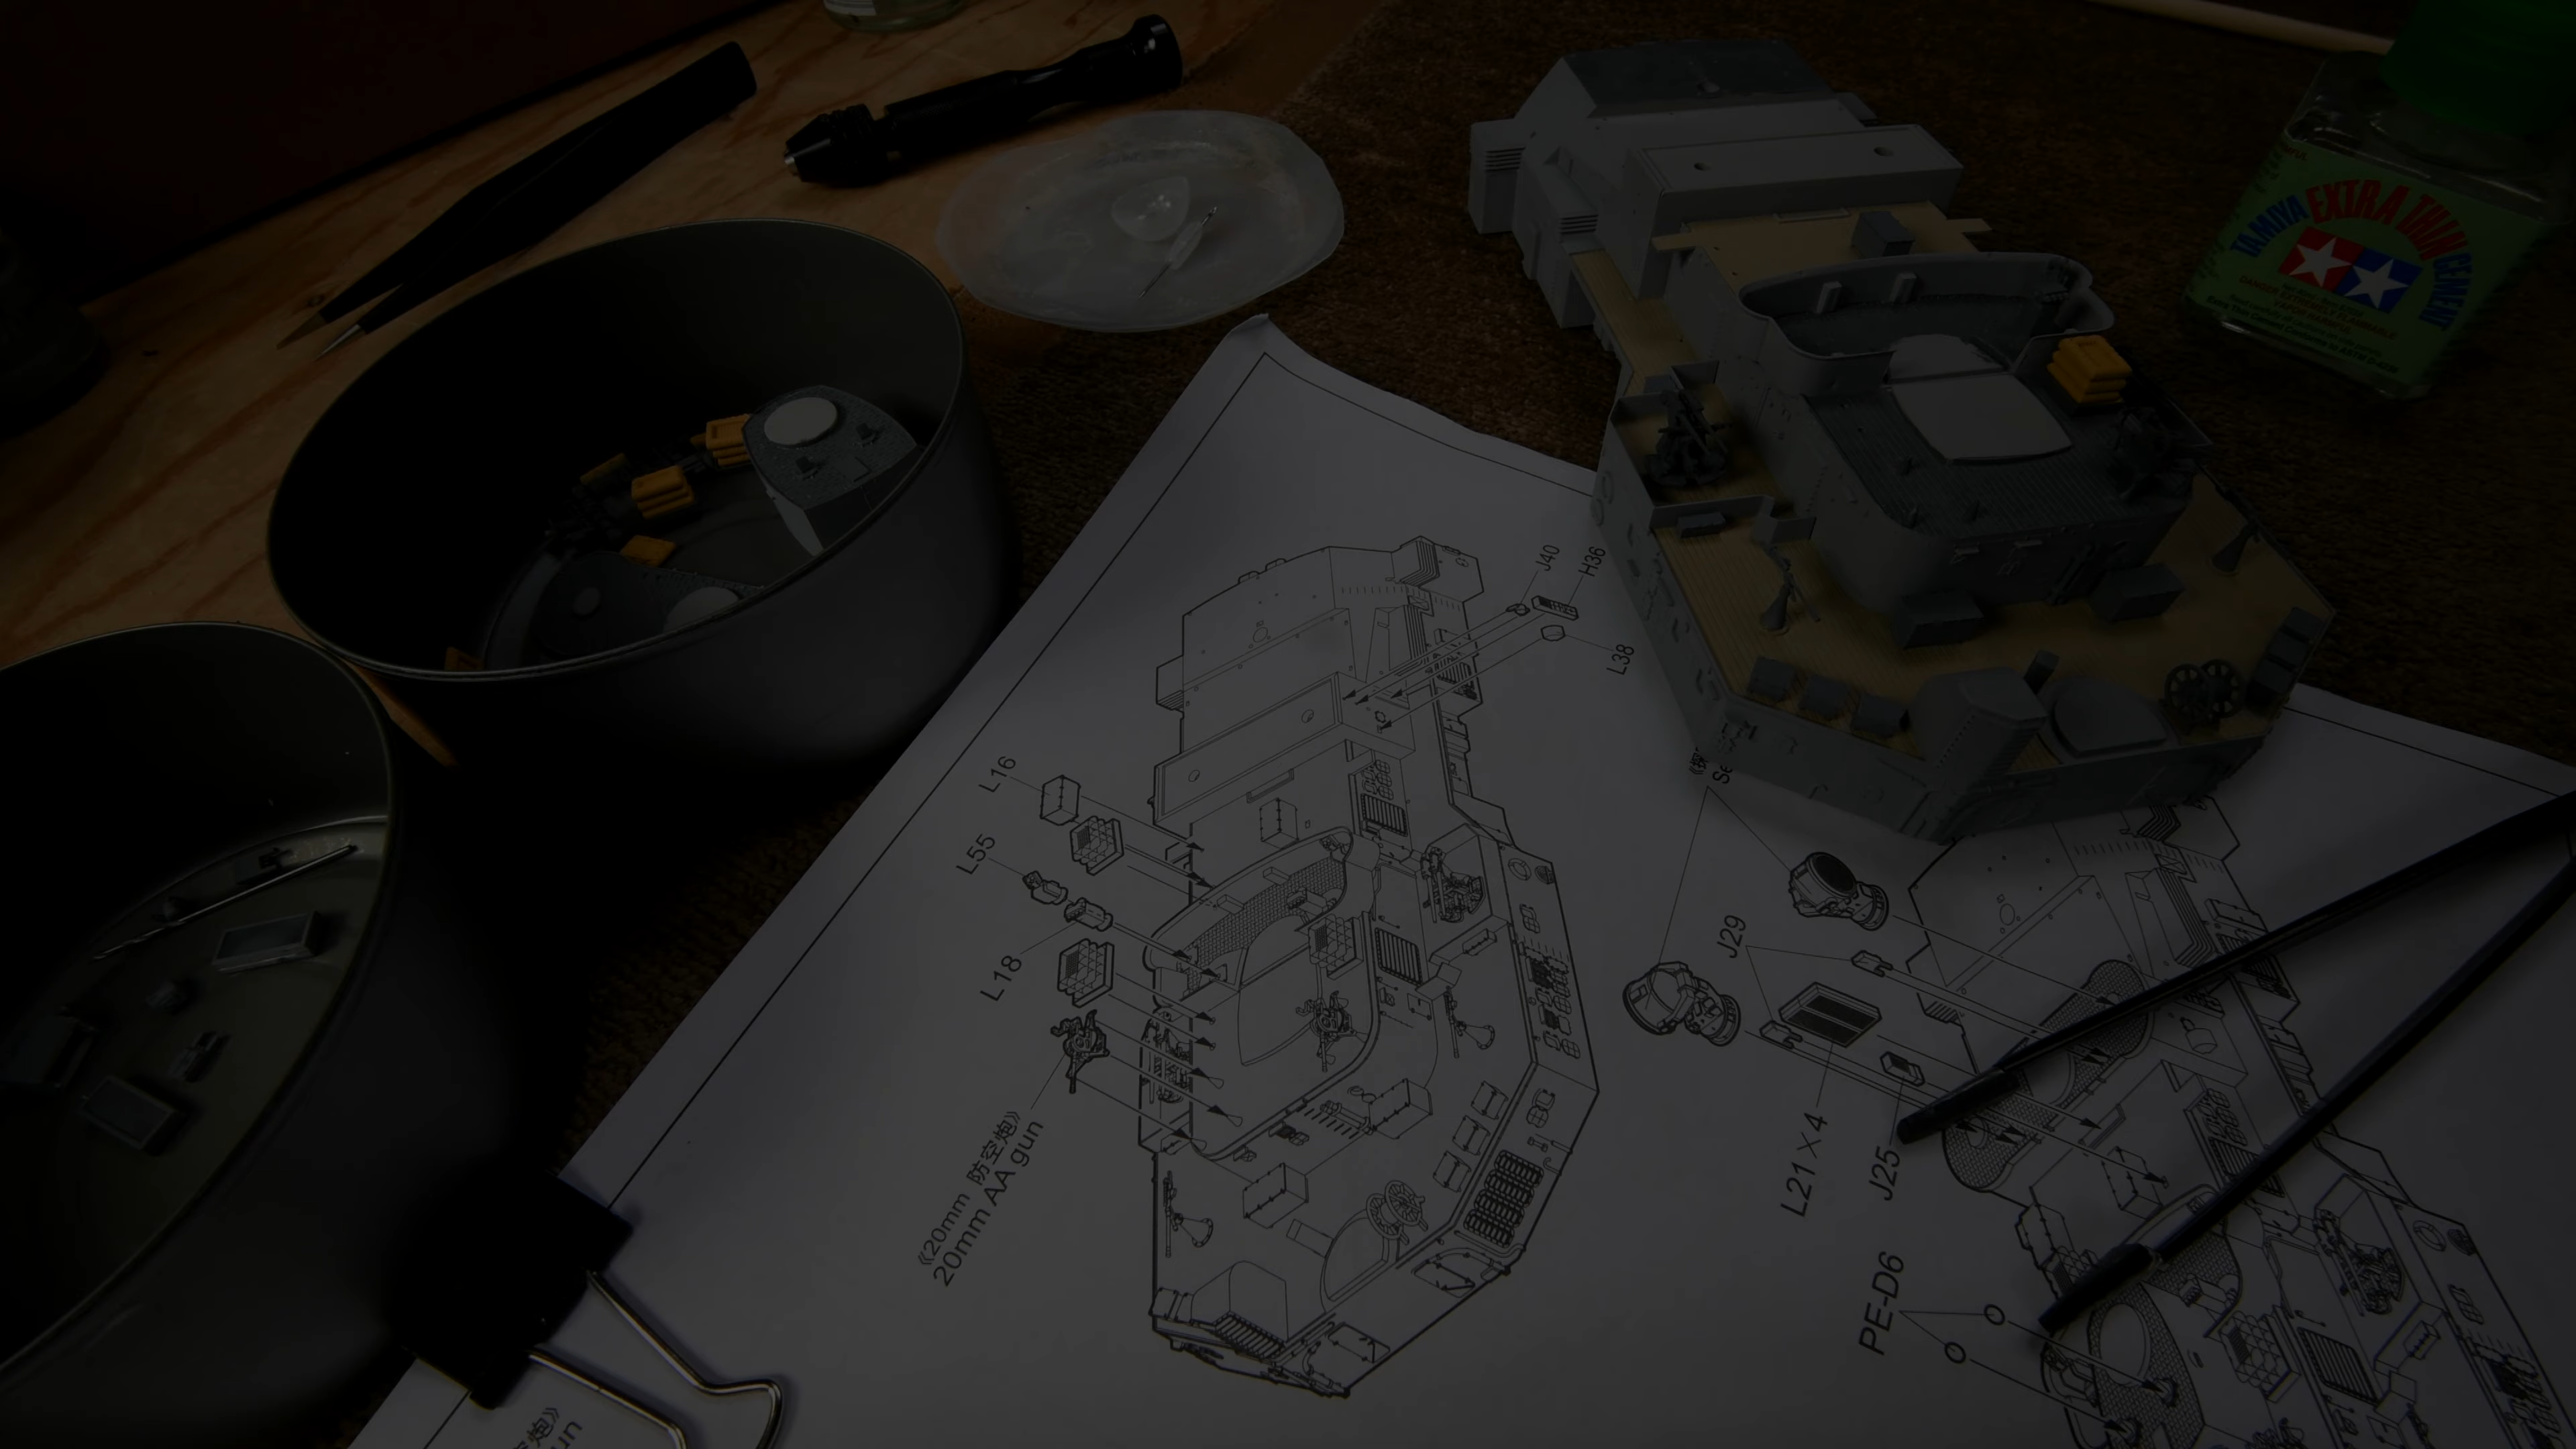 TAMIYA EXTRA THIN CEMENT
J40
H36
L38
L16
L55
L18
《20mm 防空炮》
20mm AA gun
J29
L21×4
J25
PE-D6